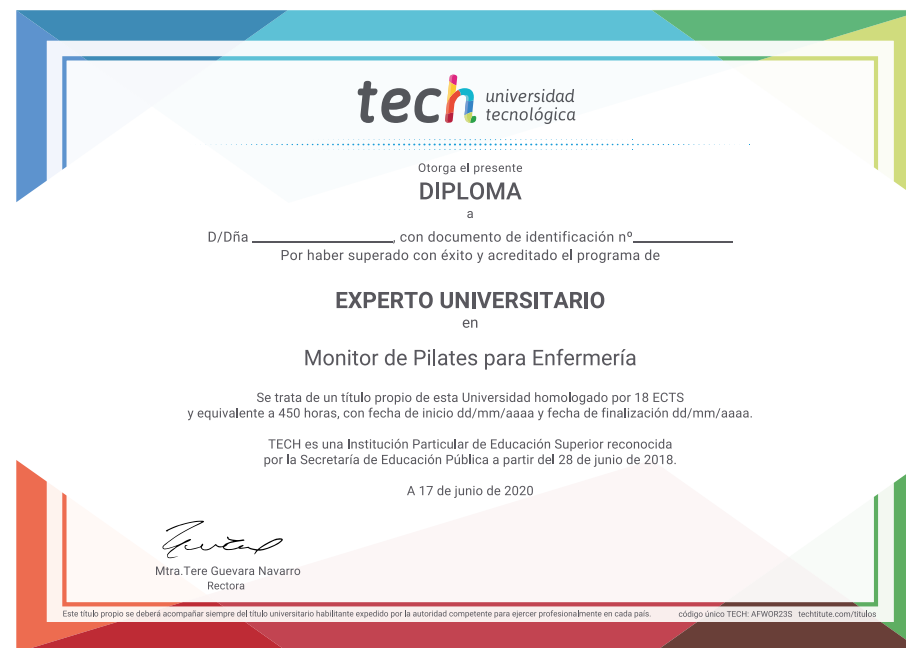 tech universidad
tecnológica
Otorga el presente
DIPLOMA
a
D/Dña ____________________, con documento de identificación nº______________
Por haber superado con éxito y acreditado el programa de
EXPERTO UNIVERSITARIO
en
Monitor de Pilates para Enfermería
Se trata de un título propio de esta Universidad homologado por 18 ECTS
y equivalente a 450 horas, con fecha de inicio dd/mm/aaaa y fecha de finalización dd/mm/aaaa.
TECH es una Institución Particular de Educación Superior reconocida
por la Secretaría de Educación Pública a partir del 28 de junio de 2018.
A 17 de junio de 2020
Mtra.Tere Guevara Navarro
Rectora
Este título propio se deberá acompañar siempre del título universitario habilitante expedido por la autoridad competente para ejercer profesionalmente en cada país. código único TECH: AFWOR23S techtitute.com/titulos